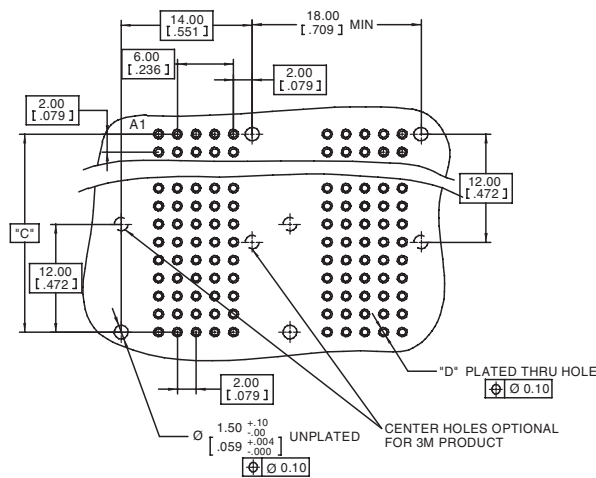 14.00
[ .551 ]
18.00 MIN
[ .709 ]
6.00
[ .236 ]
2.00
[ .079 ]
2.00
[ .079 ]
A1
12.00
[ .472 ]
"C"
12.00
[ .472 ]
2.00
[ .079 ]
"D" PLATED THRU HOLE
⌖ Ø 0.10
Ø 1.50 +.10 -.00
[ .059 +.004 -.000 ] UNPLATED
⌖ Ø 0.10
CENTER HOLES OPTIONAL
FOR 3M PRODUCT